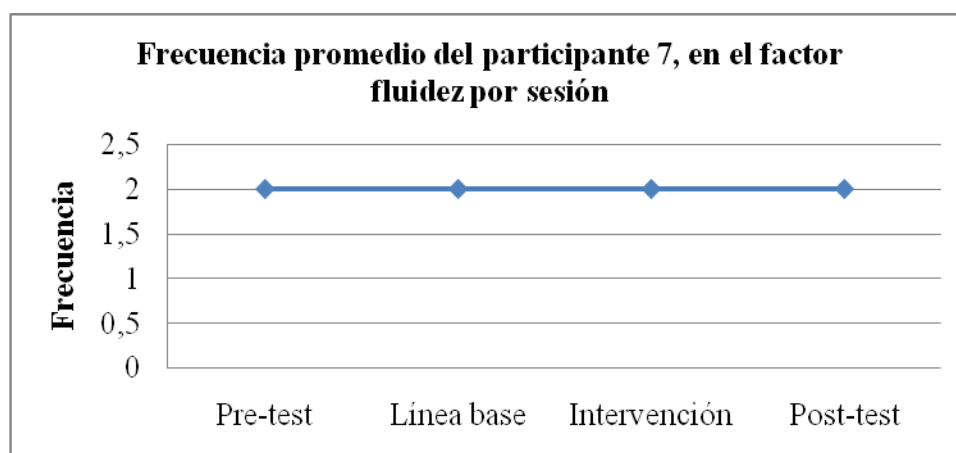 Frecuencia promedio del participante 7, en el factor
fluidez por sesión
Frecuencia
2,5
2
1,5
1
0,5
0
Pre-test Línea base Intervención Post-test